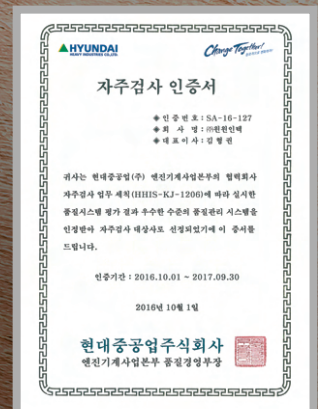 HYUNDAI
HEAVY INDUSTRIES CO.,LTD.
Change Together!
자주검사 인증서
◈ 인 증 번 호 : SA-16-127
◈ 회 사 명 : ㈜원원인텍
◈ 대 표 이 사 : 김 형 권
귀사는 현대중공업(주) 엔진기계사업본부의 협력회사
자주검사 업무 세칙(HHIS-KJ-1206)에 따라 실시한
품질시스템 평가 결과 우수한 수준의 품질관리 시스템을
인정받아 자주검사 대상사로 선정되었기에 이 증서를
드립니다.
인증기간 : 2016.10.01 ~ 2017.09.30
2016년 10월 1일
현대중공업주식회사
엔진기계사업본부 품질경영부장